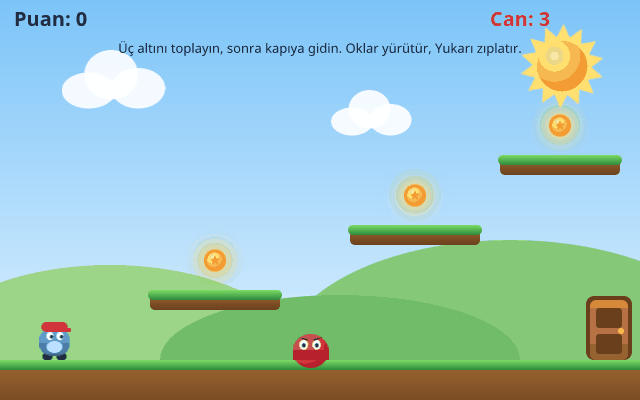 Puan: 0
Can: 3
Üç altını toplayın, sonra kapıya gidin. Oklar yürütür, Yukarı zıplatır.